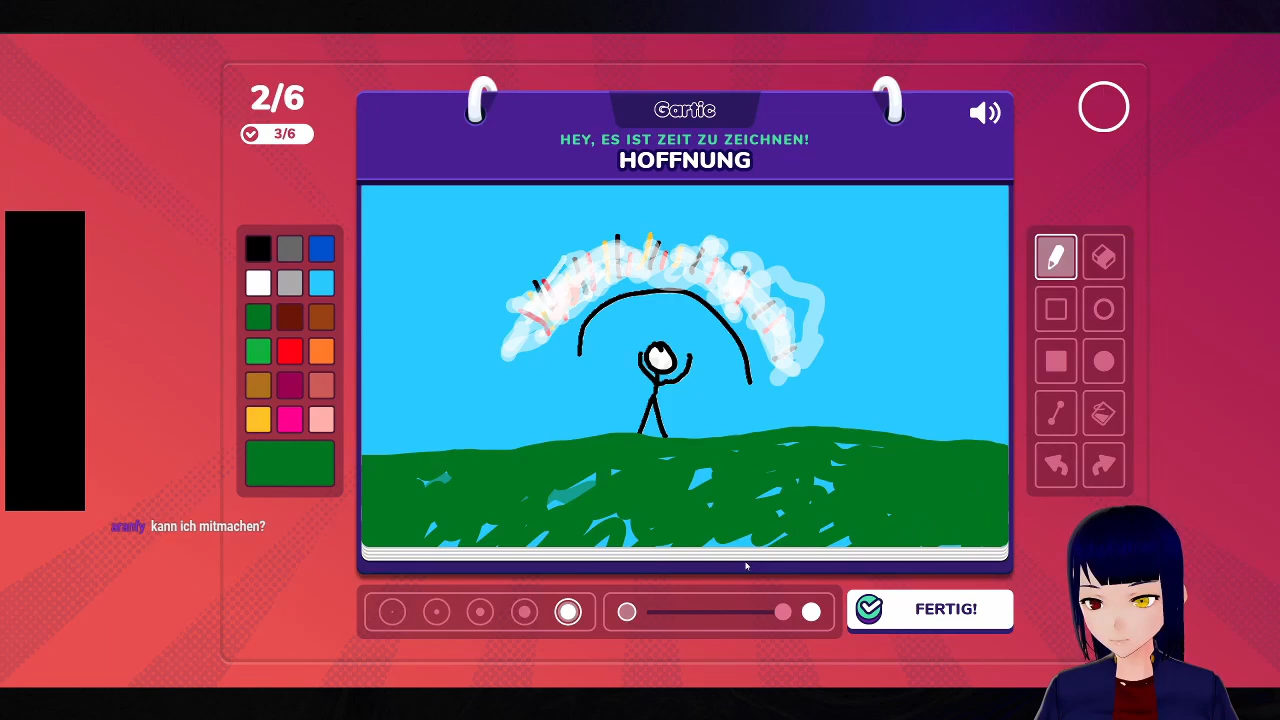 2/6
3/6
Gartic
HEY, ES IST ZEIT ZU ZEICHNEN!
HOFFNUNG
kann ich mitmachen?
FERTIG!